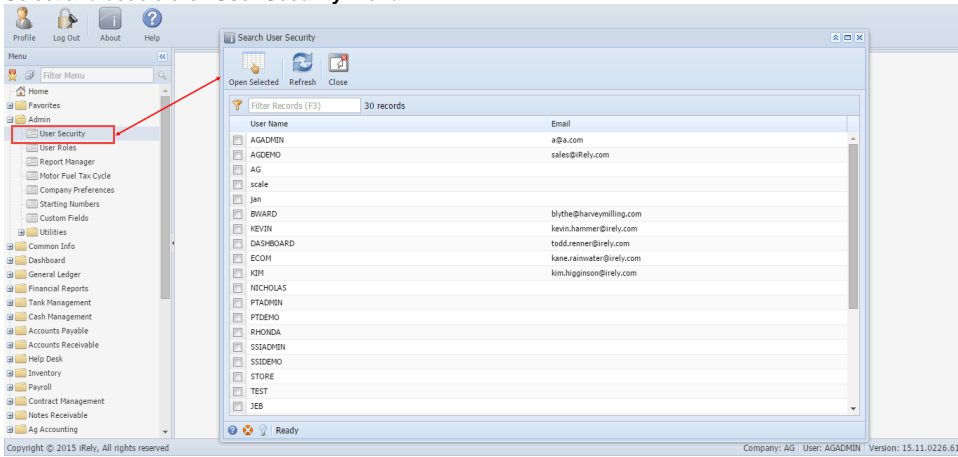 Profile Log Out About Help
Menu
Filter Menu
Home
Favorites
Admin
User Security
User Roles
Report Manager
Motor Fuel Tax Cycle
Company Preferences
Starting Numbers
Custom Fields
Utilities
Common Info
Dashboard
General Ledger
Financial Reports
Tank Management
Cash Management
Accounts Payable
Accounts Receivable
Help Desk
Inventory
Payroll
Contract Management
Notes Receivable
Ag Accounting
Search User Security
Open Selected Refresh Close
Filter Records (F3) 30 records
User Name Email
AGADMIN a@a.com
AGDEMO sales@iRely.com
AG
scale
jan
BWARD blythe@harveymilling.com
KEVIN kevin.hammer@irely.com
DASHBOARD todd.renner@irely.com
ECOM kane.rainwater@irely.com
KIM kim.higginson@irely.com
NICHOLAS
PTADMIN
PTDEMO
RHONDA
SSIADMIN
SSIDEMO
STORE
TEST
JEB
Ready
Copyright © 2015 iRely, All rights reserved Company: AG User: AGADMIN Version: 15.11.0226.61